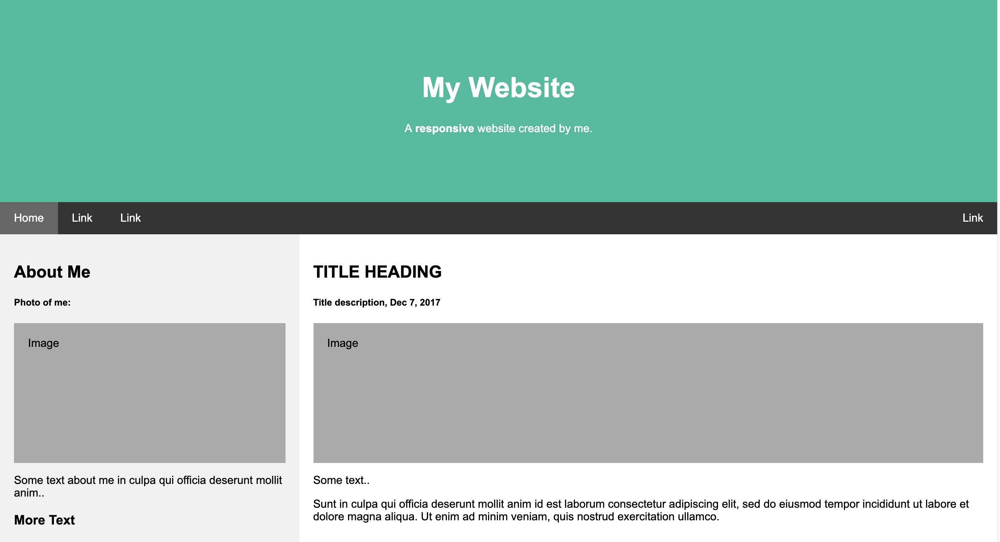 My Website
A responsive website created by me.
Home Link Link Link
About Me
Photo of me:
Image
Some text about me in culpa qui officia deserunt mollit
anim..
More Text
TITLE HEADING
Title description, Dec 7, 2017
Image
Some text..
Sunt in culpa qui officia deserunt mollit anim id est laborum consectetur adipiscing elit, sed do eiusmod tempor incididunt ut labore et
dolore magna aliqua. Ut enim ad minim veniam, quis nostrud exercitation ullamco.